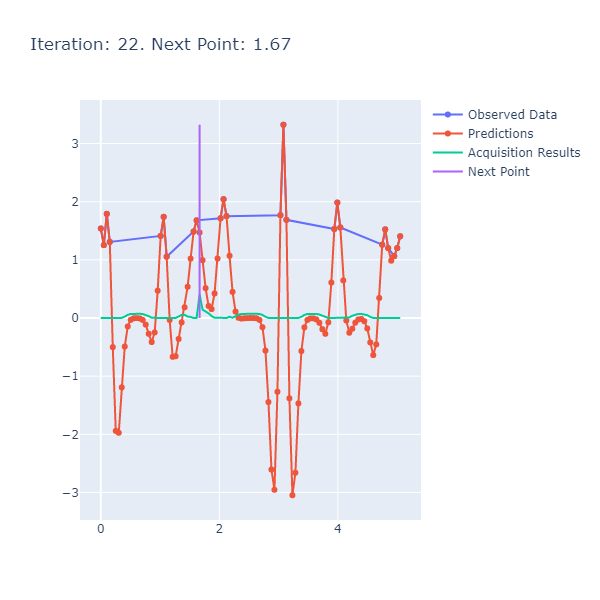 Iteration: 22. Next Point: 1.67
Observed Data
Predictions
Acquisition Results
Next Point
3
2
1
0
−1
−2
−3
0
2
4